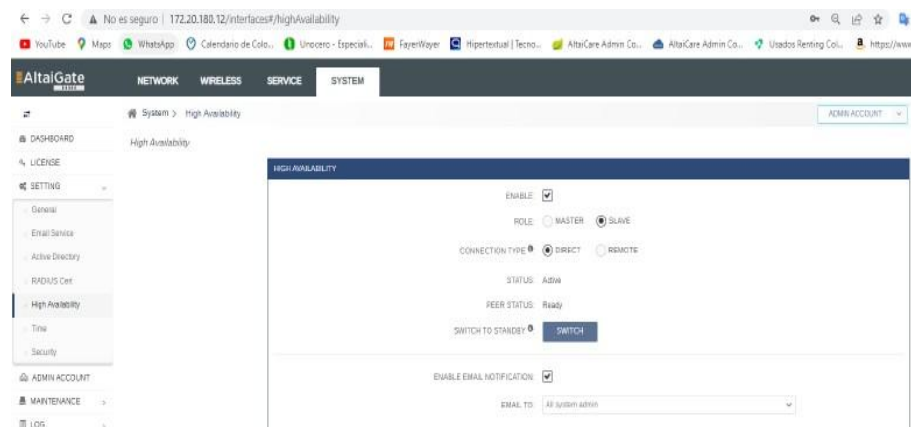 No es seguro | 172.20.180.12/interfaces#/highAvailability
YouTube Maps WhatsApp Calendario de Colo... Unocero - Especiali... FayerWayer Hipertextual | Tecno... AltaiCare Admin Co... AltaiCare Admin Co... Usados Renting Col... https://www
AltaiGate NETWORK WIRELESS SERVICE SYSTEM
System > High Availability ADMIN ACCOUNT
DASHBOARD
High Availability
LICENSE
HIGH AVAILABILITY
SETTING
ENABLE
General
ROLE MASTER SLAVE
Email Service
CONNECTION TYPE DIRECT REMOTE
Active Directory
STATUS Active
RADIUS Cert
PEER STATUS Ready
High Availability
SWITCH TO STANDBY SWITCH
Time
Security
ENABLE EMAIL NOTIFICATION
ADMIN ACCOUNT
MAINTENANCE >
EMAIL TO All system admin
LOG >